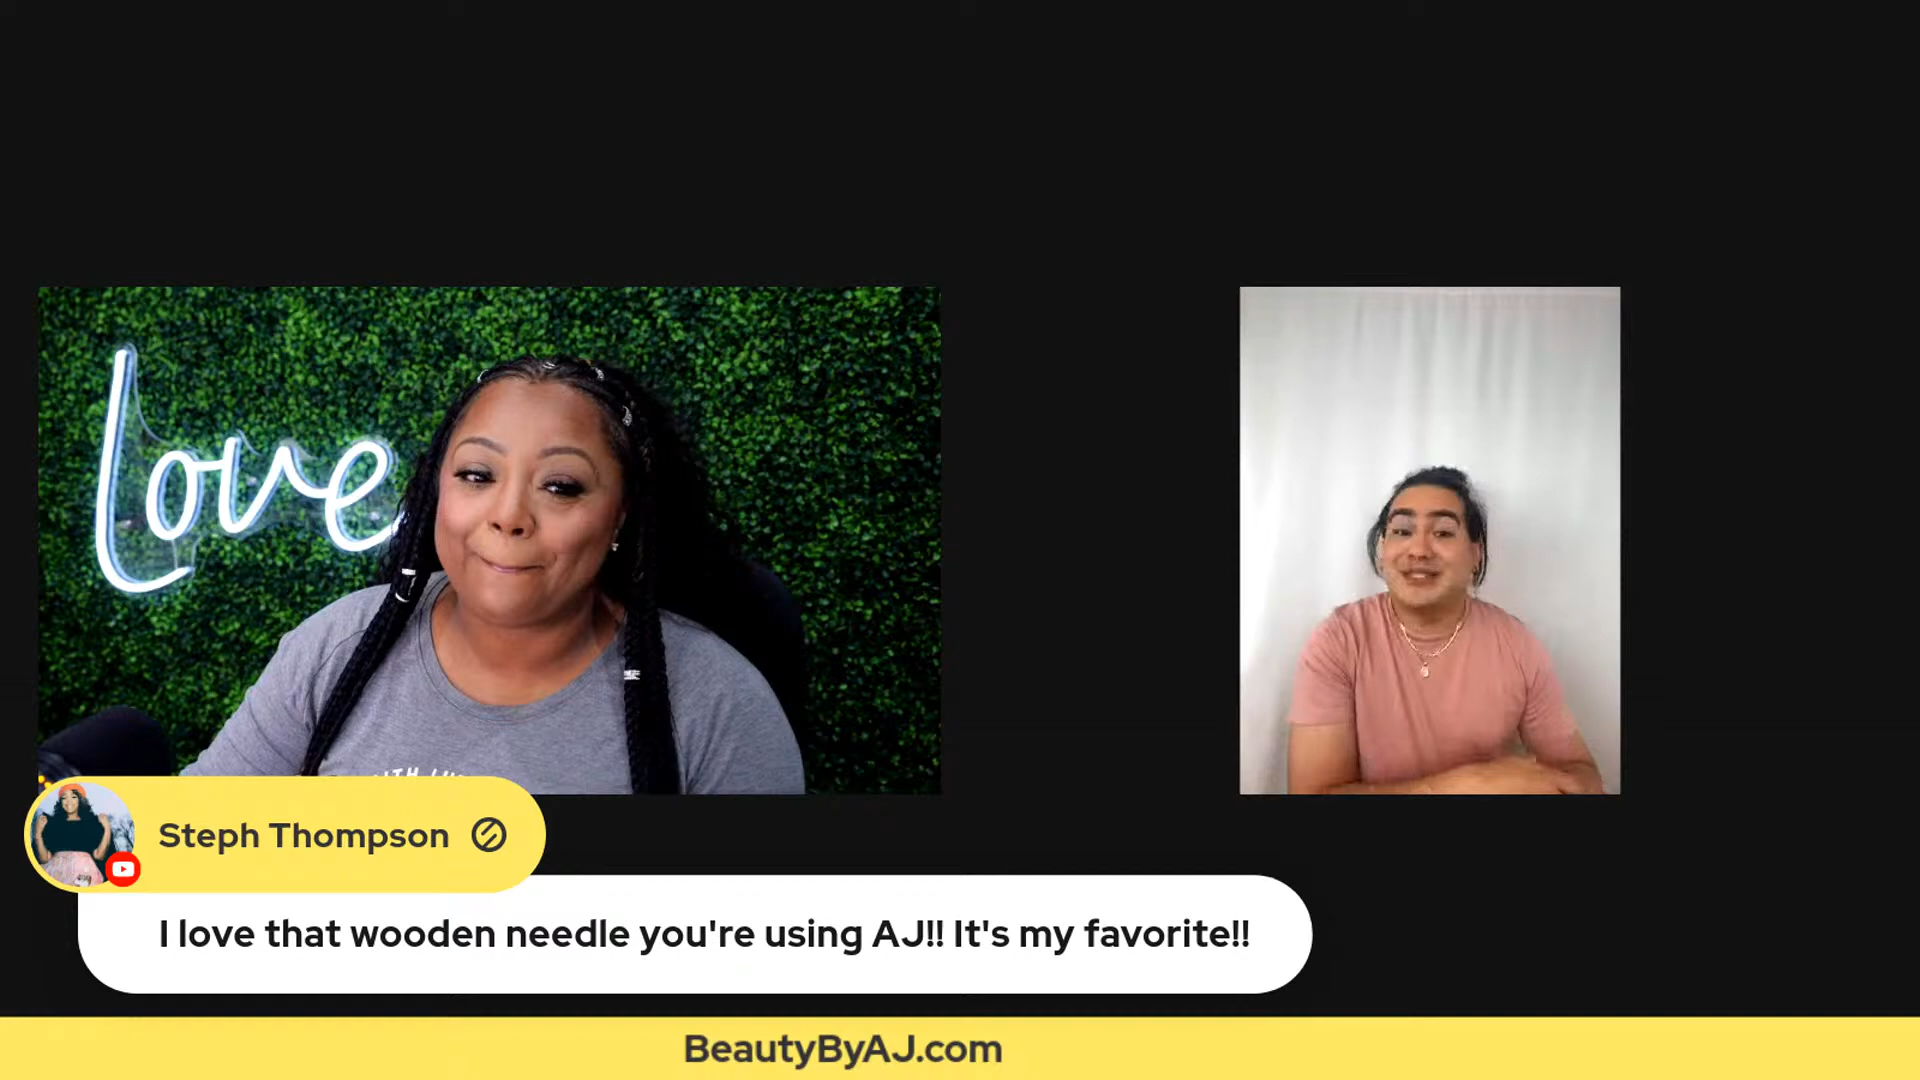 love
Steph Thompson
I love that wooden needle you're using AJ!! It's my favorite!!
BeautyByAJ.com